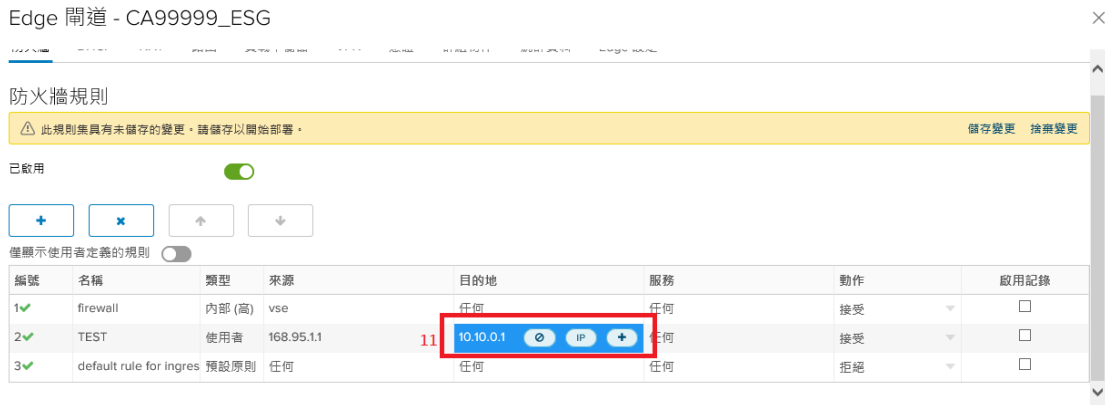 Edge 閘道 - CA99999_ESG
防火牆規則
此規則集具有未儲存的變更。請儲存以開始部署。 儲存變更 捨棄變更
已啟用
僅顯示使用者定義的規則
編號 名稱 類型 來源 目的地 服務 動作 啟用記錄
1 firewall 內部 (高) vse 任何 任何 接受
2 TEST 使用者 168.95.1.1 11 10.10.0.1 IP 任何 接受
3 default rule for ingres 預設原則 任何 任何 任何 拒絕